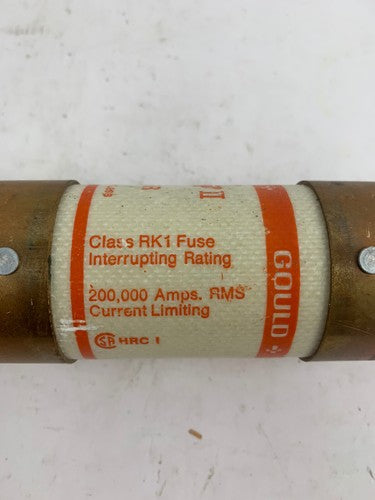 Class RK1 Fuse
Interrupting Rating
200,000 Amps. RMS
Current Limiting
HRC I
GOULD